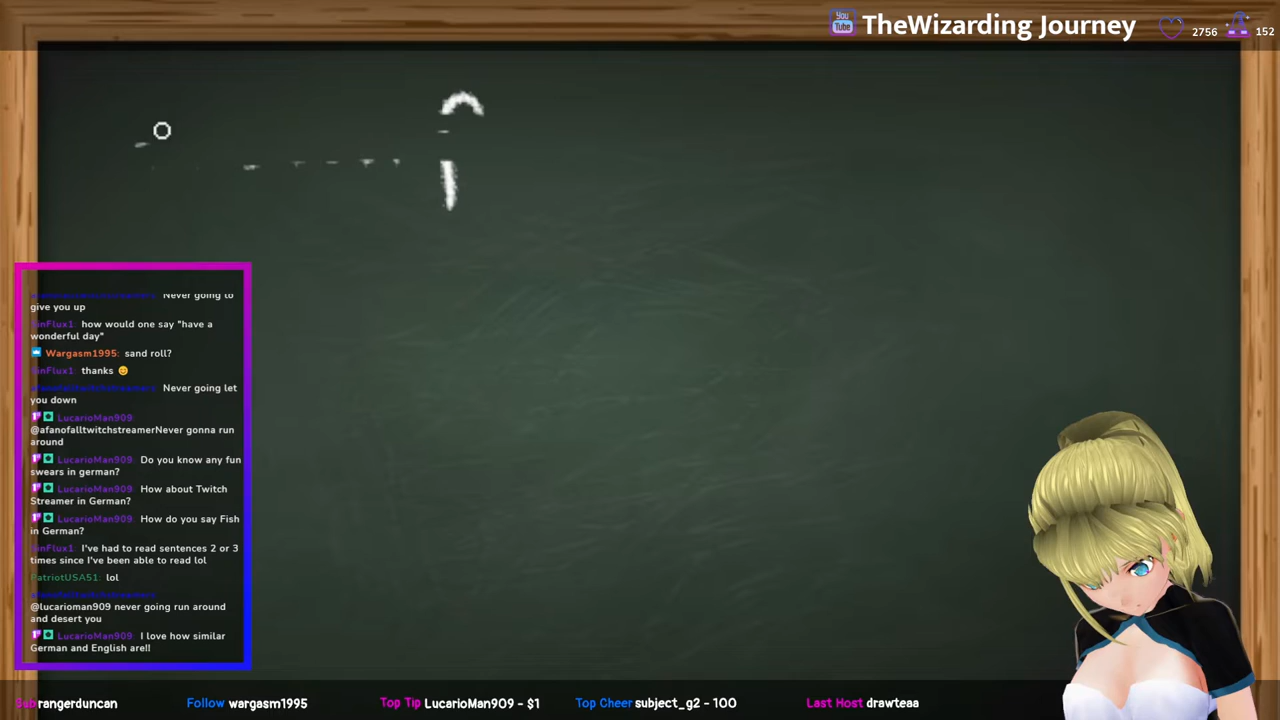 You
Tube
TheWizarding Journey
2756
152
Never going to
give you up
how would one say "have a
wonderful day"
Wargasm1995: sand roll?
thanks
Never going let
you down
LucarioMan909:
@afanofalltwitchstreamerNever gonna run
around
LucarioMan909: Do you know any fun
swears in german?
LucarioMan909: How about Twitch
Streamer in German?
LucarioMan909: How do you say Fish
in German?
I've had to read sentences 2 or 3
times since I've been able to read lol
PatriotUSA51: lol
@lucarioman909 never going run around
and desert you
LucarioMan909: I love how similar
German and English are!!
Sub rangerduncan
Follow wargasm1995
Top Tip LucarioMan909 - $1
Top Cheer subject_g2 - 100
Last Host drawteaa